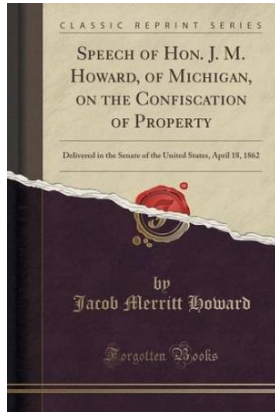 CLASSIC REPRINT SERIES
SPEECH OF HON. J. M.
HOWARD, OF MICHIGAN,
ON THE CONFISCATION
OF PROPERTY
Delivered in the Senate of the United States, April 18, 1862
by
Jacob Merritt Howard
Forgotten Books